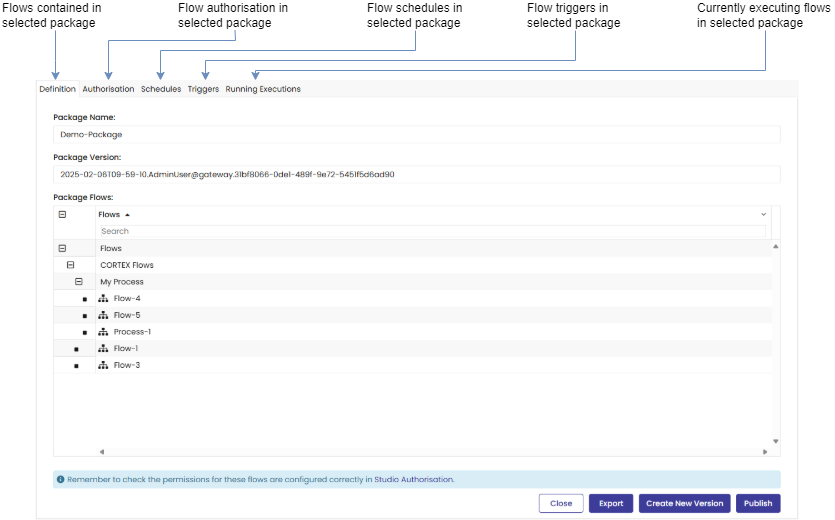 Flows contained in
selected package
Flow authorisation in
selected package
Flow schedules in
selected package
Flow triggers in
selected package
Currently executing flows
in selected package
Definition Authorisation Schedules Triggers Running Executions
Package Name:
Demo-Package
Package Version:
2025-02-06T09-59-10.AdminUser@gateway.31bf8066-0de1-489f-9e72-5451f5d6ad90
Package Flows:
Flows
Search
Flows
CORTEX Flows
My Process
Flow-4
Flow-5
Process-1
Flow-1
Flow-3
Remember to check the permissions for these flows are configured correctly in Studio Authorisation.
Close Export Create New Version Publish